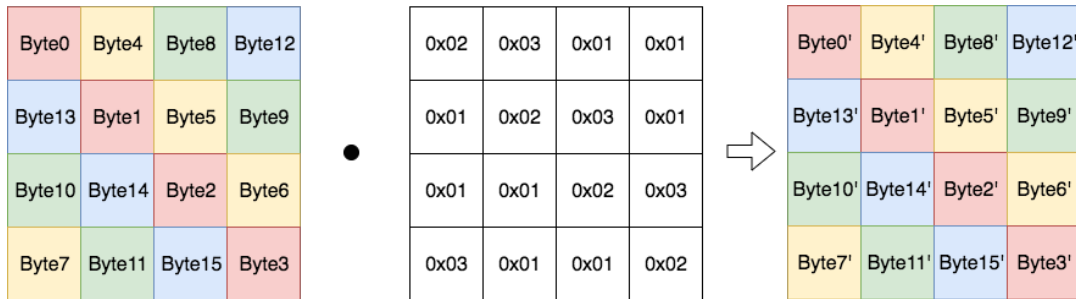 Byte0 Byte4 Byte8 Byte12 0x02 0x03 0x01 0x01 Byte0' Byte4' Byte8' Byte12'
Byte13 Byte1 Byte5 Byte9 0x01 0x02 0x03 0x01 Byte13' Byte1' Byte5' Byte9'
Byte10 Byte14 Byte2 Byte6 0x01 0x01 0x02 0x03 Byte10' Byte14' Byte2' Byte6'
Byte7 Byte11 Byte15 Byte3 0x03 0x01 0x01 0x02 Byte7' Byte11' Byte15' Byte3'